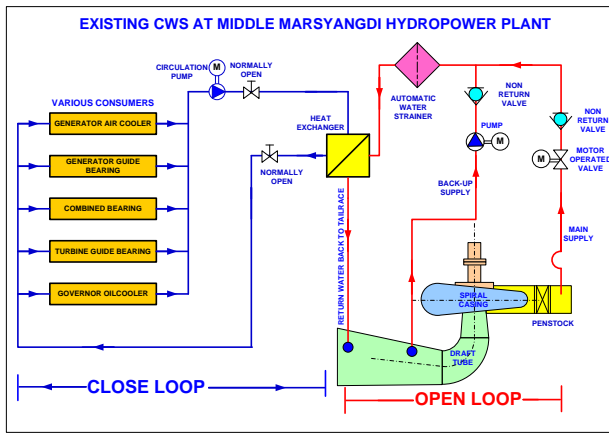 EXISTING CWS AT MIDDLE MARSYANGDI HYDROPOWER PLANT
CIRCULATION
PUMP
M
NORMALLY
OPEN
VARIOUS CONSUMERS
GENERATOR AIR COOLER
GENERATOR GUIDE
BEARING
COMBINED BEARING
TURBINE GUIDE BEARING
GOVERNOR OILCOOLER
HEAT
EXCHANGER
NORMALLY
OPEN
AUTOMATIC
WATER
STRAINER
NON
RETURN
VALVE
PUMP
M
BACK-UP
SUPPLY
NON
RETURN
VALVE
M
MOTOR
OPERATED
VALVE
MAIN
SUPPLY
RETURN WATER BACK TO TAILRACE
SPIRAL
CASING
PENSTOCK
DRAFT
TUBE
CLOSE LOOP
OPEN LOOP